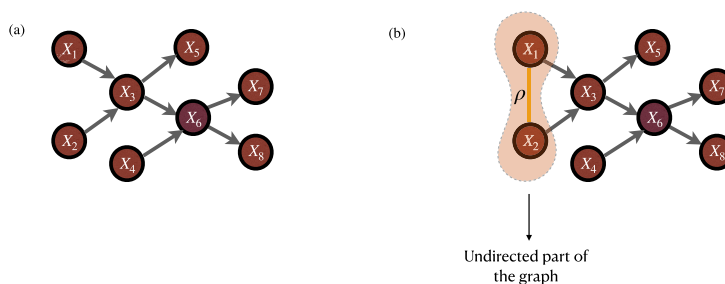 (a)
X1
X5
X3
X7
X6
X2
X4
X8
(b)
X1
X5
ρ
X3
X7
X6
X2
X4
X8
Undirected part of
the graph